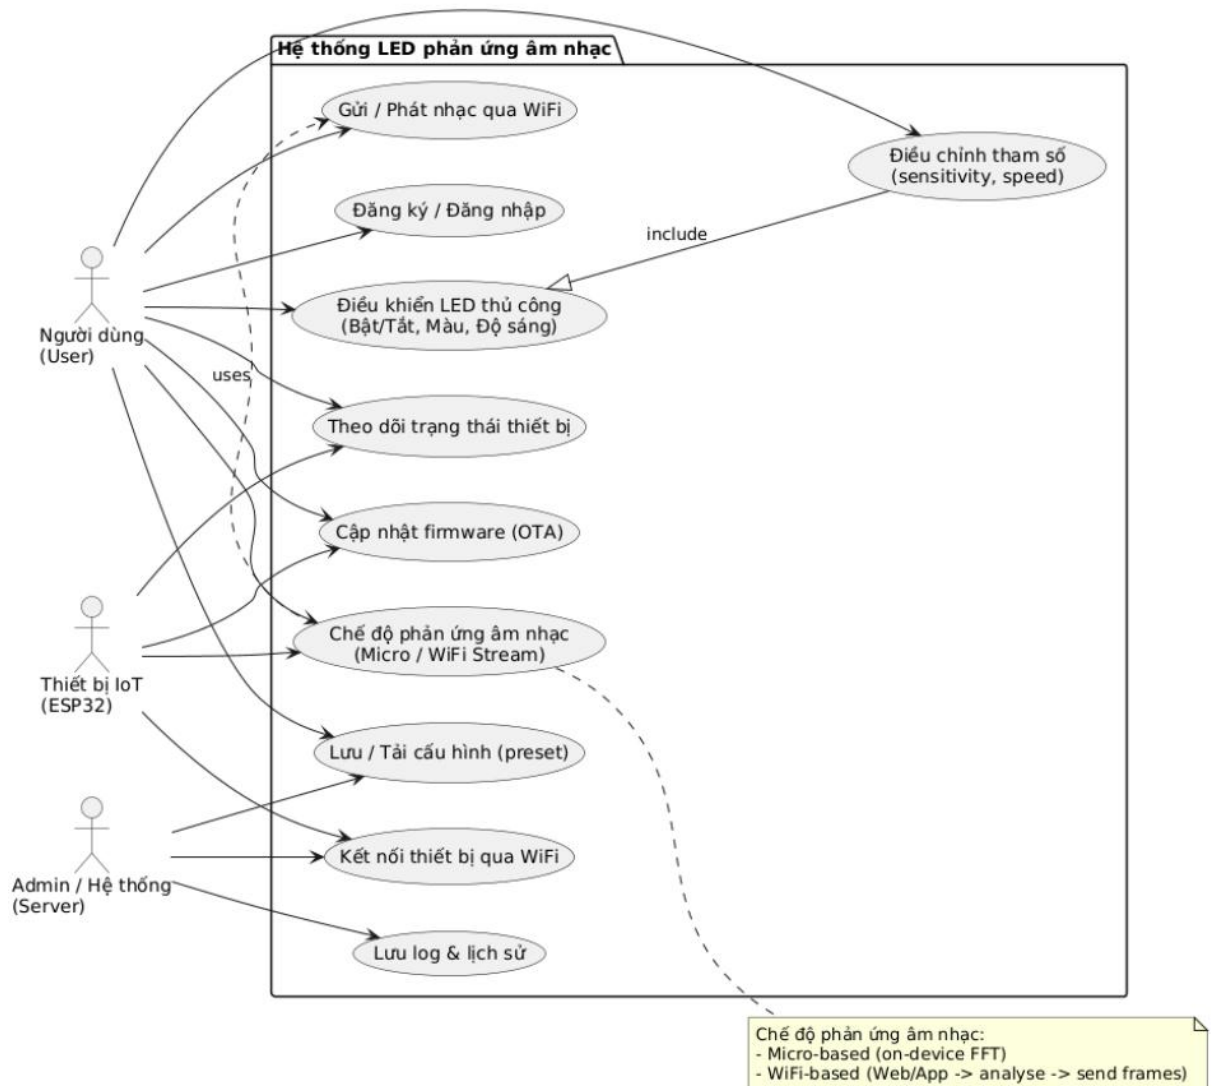 Hệ thống LED phản ứng âm nhạc
Gửi / Phát nhạc qua WiFi
Điều chỉnh tham số
(sensitivity, speed)
Đăng ký / Đăng nhập
include
Điều khiển LED thủ công
(Bật/Tắt, Màu, Độ sáng)
Người dùng
(User)
uses
Theo dõi trạng thái thiết bị
Cập nhật firmware (OTA)
Chế độ phản ứng âm nhạc
(Micro / WiFi Stream)
Thiết bị IoT
(ESP32)
Lưu / Tải cấu hình (preset)
Kết nối thiết bị qua WiFi
Admin / Hệ thống
(Server)
Lưu log & lịch sử
Chế độ phản ứng âm nhạc:
- Micro-based (on-device FFT)
- WiFi-based (Web/App -> analyse -> send frames)